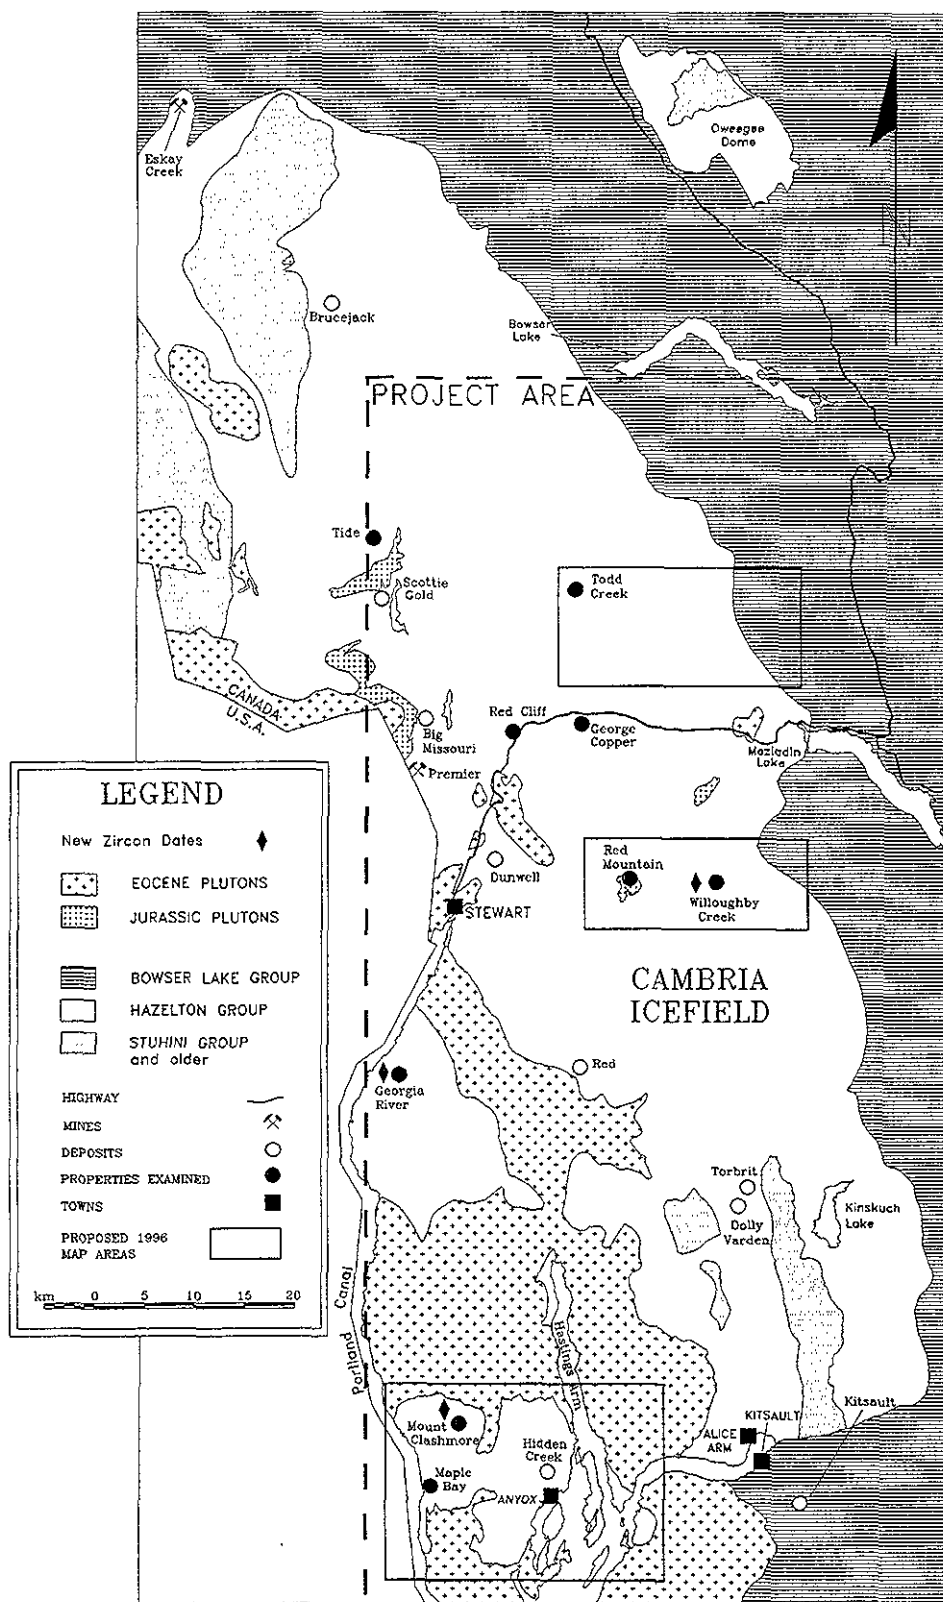 Eskay
Creek
Oweegee
Dome
Brucejack
Bowser
Lake
PROJECT AREA
Tide
Scottie
Gold
Todd
Creek
CANADA
U.S.A.
Big
Missouri
Red Cliff
George
Copper
Meziadin
Lake
Premier
Dunwell
Red
Mountain
Willoughby
Creek
STEWART
CAMBRIA
ICEFIELD
Georgia
River
Red
Torbrit
Dolly
Varden
Kinskuch
Lake
Portland Canal
Hastings Arm
Mount
Clashmore
Hidden
Creek
Maple
Bay
ANYOX
ALICE
ARM
KITSAULT
Kitsault
LEGEND
New Zircon Dates
EOCENE PLUTONS
JURASSIC PLUTONS
BOWSER LAKE GROUP
HAZELTON GROUP
STUHINI GROUP
and older
HIGHWAY
MINES
DEPOSITS
PROPERTIES EXAMINED
TOWNS
PROPOSED 1996
MAP AREAS
km 0 5 10 15 20